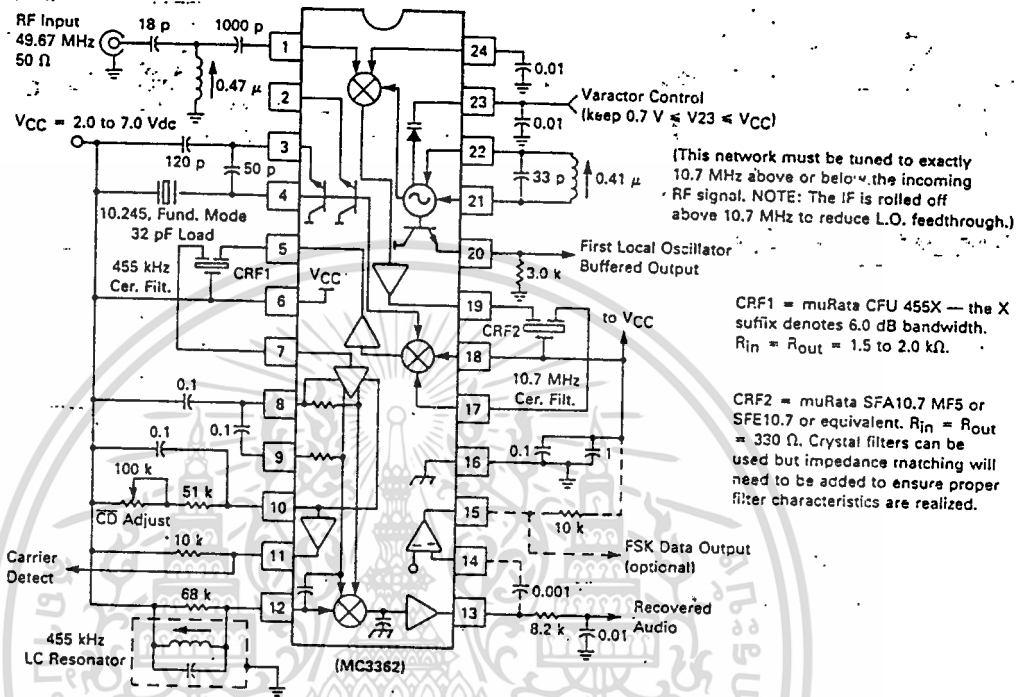 RF Input
49.67 MHz
50 Ω
18 p
1000 p
0.47 µ
VCC = 2.0 to 7.0 Vdc
120 p
50 p
10.245, Fund. Mode
32 pF Load
455 kHz
Cer. Filt.
CRF1
VCC
0.1
0.1
0.1
100 k
51 k
CD Adjust
10 k
Carrier
Detect
68 k
455 kHz
LC Resonator
1
2
3
4
5
6
7
8
9
10
11
12
(MC3362)
24
23
22
21
20
19
18
17
16
15
14
13
0.01
Varactor Control
(keep 0.7 V ≤ V23 ≤ VCC)
0.01
33 p
0.41 µ
(This network must be tuned to exactly
10.7 MHz above or below the incoming
RF signal. NOTE: The IF is rolled off
above 10.7 MHz to reduce L.O. feedthrough.)
First Local Oscillator
Buffered Output
3.0 k
to VCC
CRF2
10.7 MHz
Cer. Filt.
0.1
1
10 k
FSK Data Output
(optional)
0.001
Recovered
Audio
8.2 k
0.01
CRF1 = muRata CFU 455X — the X
suffix denotes 6.0 dB bandwidth.
Rin = Rout = 1.5 to 2.0 kΩ.
CRF2 = muRata SFA10.7 MF5 or
SFE10.7 or equivalent. Rin = Rout
= 330 Ω. Crystal filters can be
used but impedance matching will
need to be added to ensure proper
filter characteristics are realized.